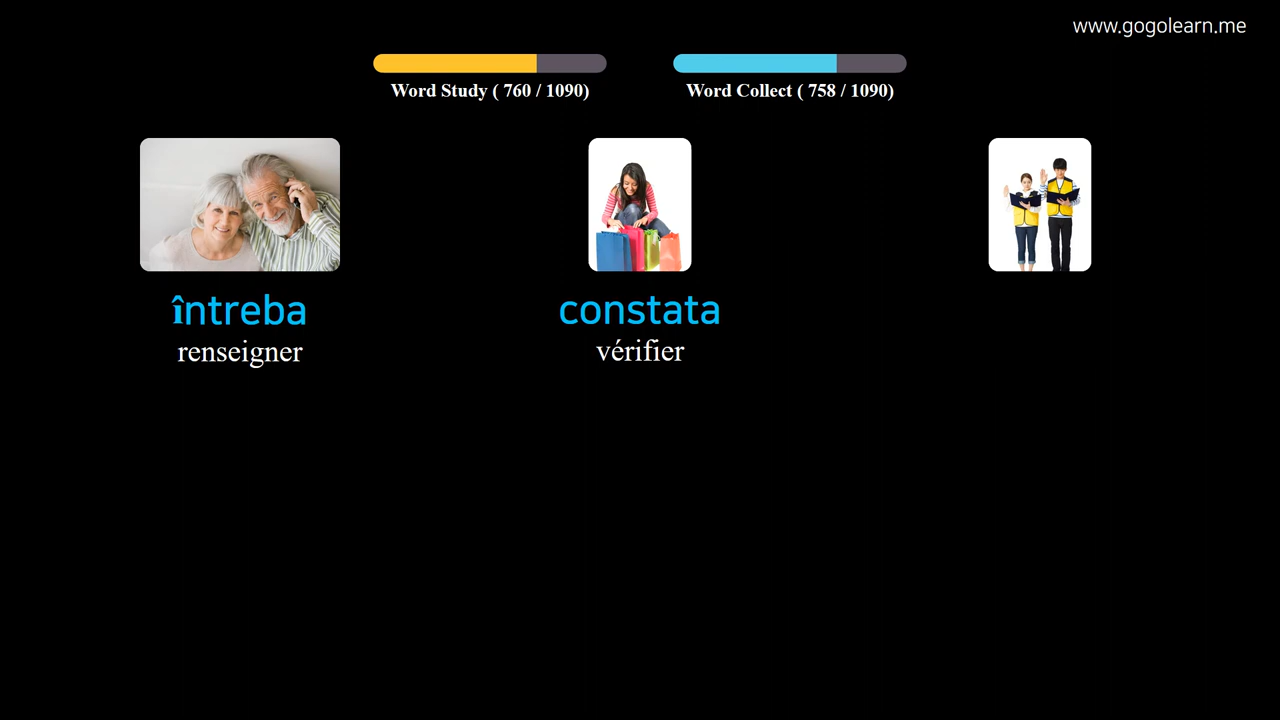 www.gogolearn.me
Word Study ( 760 / 1090)
Word Collect ( 758 / 1090)
întreba
renseigner
constata
vérifier